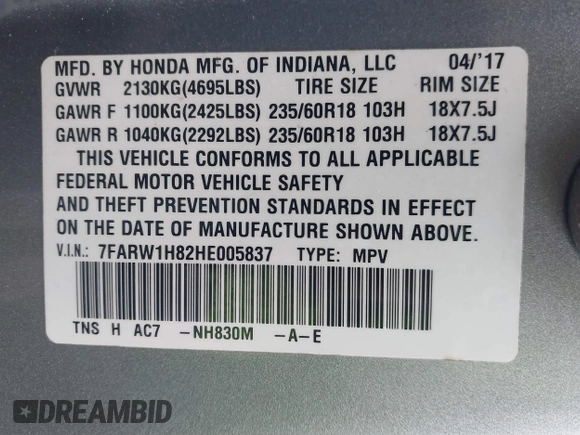 MFD. BY HONDA MFG. OF INDIANA, LLC 04/'17
GVWR 2130KG(4695LBS) TIRE SIZE RIM SIZE
GAWR F 1100KG(2425LBS) 235/60R18 103H 18X7.5J
GAWR R 1040KG(2292LBS) 235/60R18 103H 18X7.5J
THIS VEHICLE CONFORMS TO ALL APPLICABLE
FEDERAL MOTOR VEHICLE SAFETY
AND THEFT PREVENTION STANDARDS IN EFFECT
ON THE DATE OF MANUFACTURE SHOWN ABOVE.
V.I.N.: 7FARW1H82HE005837 TYPE: MPV
TNS H AC7 -NH830M -A-E
DREAMBID